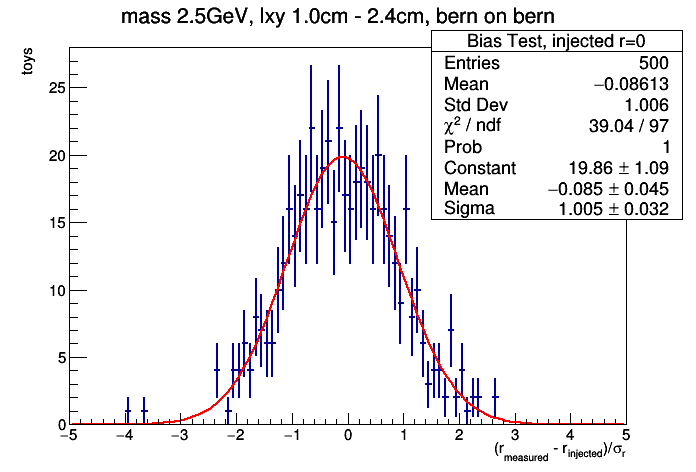 mass 2.5GeV, lxy 1.0cm - 2.4cm, bern on bern
toys
Bias Test, injected r=0
Entries 500
Mean −0.08613
Std Dev 1.006
χ² / ndf 39.04 / 97
Prob 1
Constant 19.86 ± 1.09
Mean −0.085 ± 0.045
Sigma 1.005 ± 0.032
25
20
15
10
5
0
−5 −4 −3 −2 −1 0 1 2 3 4 5
(r_measured - r_injected)/σ_r